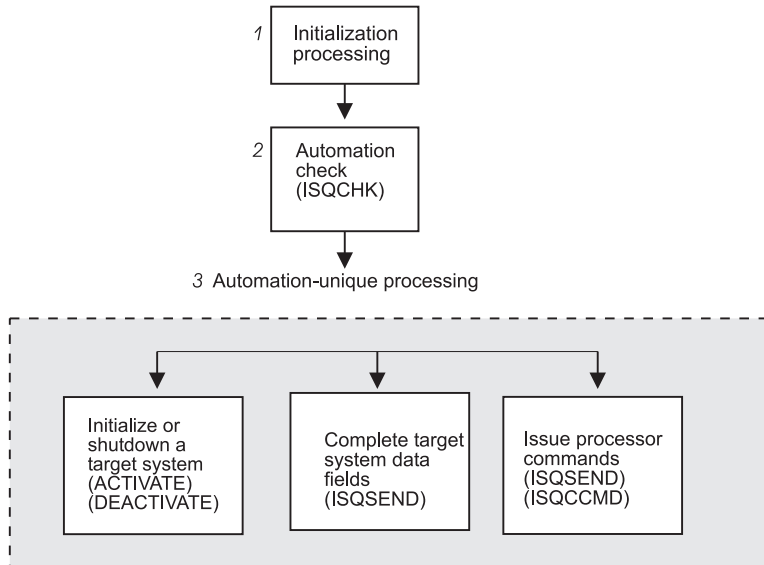 1 Initialization
processing
2 Automation
check
(ISQCHK)
3 Automation-unique processing
Initialize or
shutdown a
target system
(ACTIVATE)
(DEACTIVATE)
Complete target
system data
fields
(ISQSEND)
Issue processor
commands
(ISQSEND)
(ISQCCMD)